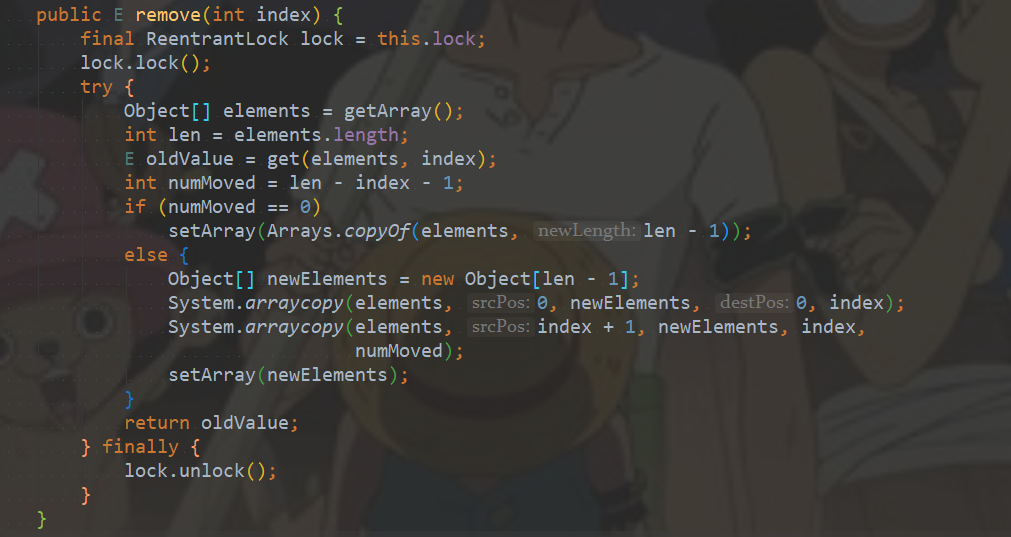 public E remove(int index) {
final ReentrantLock lock = this.lock;
lock.lock();
try {
Object[] elements = getArray();
int len = elements.length;
E oldValue = get(elements, index);
int numMoved = len - index - 1;
if (numMoved == 0)
setArray(Arrays.copyOf(elements, newLength: len - 1));
else {
Object[] newElements = new Object[len - 1];
System.arraycopy(elements, srcPos: 0, newElements, destPos: 0, index);
System.arraycopy(elements, srcPos: index + 1, newElements, index,
numMoved);
setArray(newElements);
}
return oldValue;
} finally {
lock.unlock();
}
}